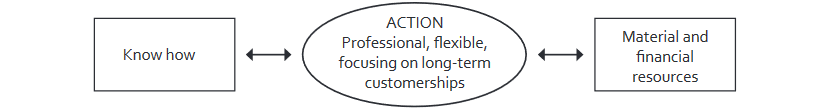 Know how
ACTION
Professional, flexible,
focusing on long-term
customerships
Material and
financial
resources